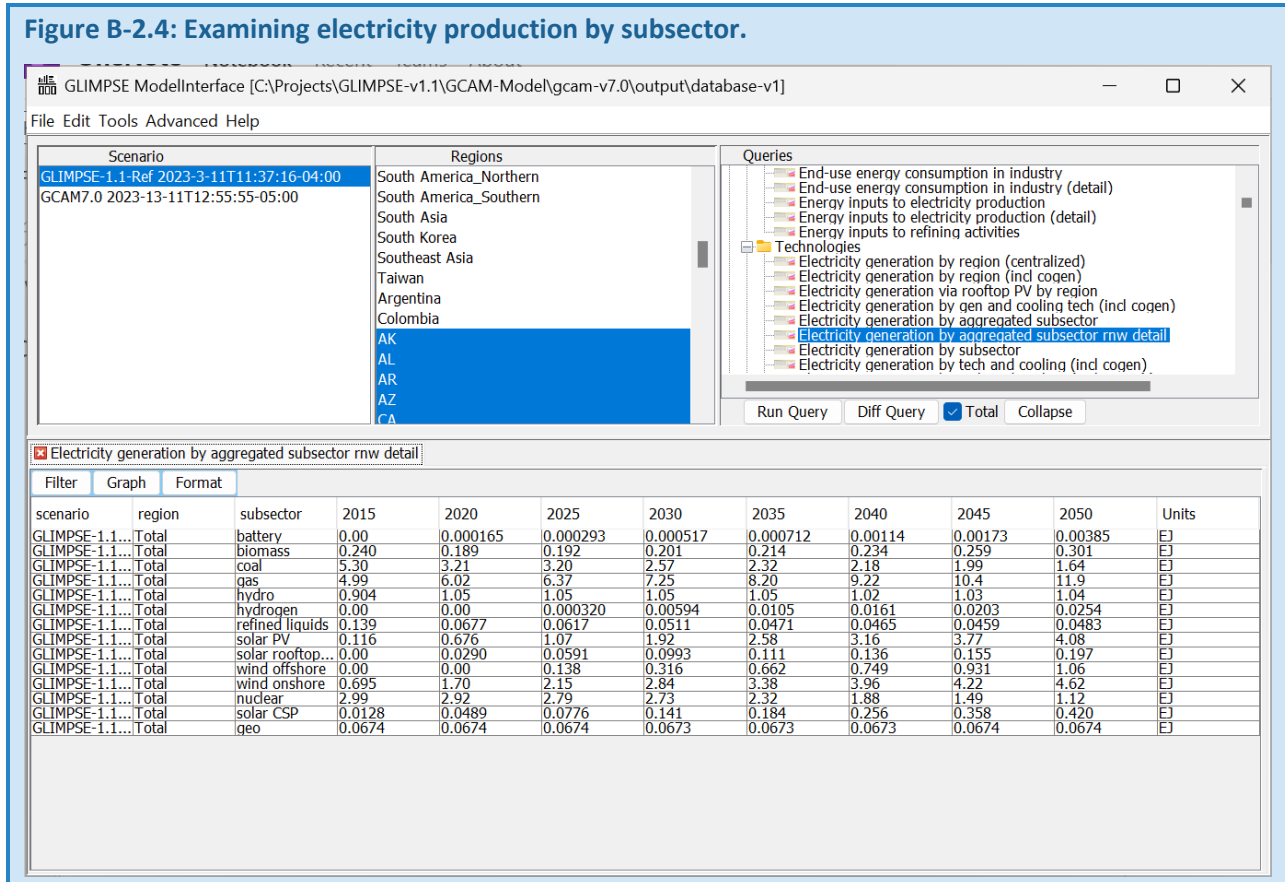 Figure B-2.4: Examining electricity production by subsector.
GLIMPSE ModelInterface [C:\Projects\GLIMPSE-v1.1\GCAM-Model\gcam-v7.0\output\database-v1]
File Edit Tools Advanced Help
Scenario
GLIMPSE-1.1-Ref 2023-3-11T11:37:16-04:00
GCAM7.0 2023-13-11T12:55:55-05:00
Regions
South America_Northern
South America_Southern
South Asia
South Korea
Southeast Asia
Taiwan
Argentina
Colombia
AK
AL
AR
AZ
CA
Queries
End-use energy consumption in industry
End-use energy consumption in industry (detail)
Energy inputs to electricity production
Energy inputs to electricity production (detail)
Energy inputs to refining activities
Technologies
Electricity generation by region (centralized)
Electricity generation by region (incl cogen)
Electricity generation via rooftop PV by region
Electricity generation by gen and cooling tech (incl cogen)
Electricity generation by aggregated subsector
Electricity generation by aggregated subsector rnw detail
Electricity generation by subsector
Electricity generation by tech and cooling (incl cogen)
Run Query Diff Query Total Collapse
Electricity generation by aggregated subsector rnw detail
Filter Graph Format
scenario region subsector 2015 2020 2025 2030 2035 2040 2045 2050 Units
GLIMPSE-1.1... Total battery 0.00 0.000165 0.000293 0.000517 0.000712 0.00114 0.00173 0.00385 EJ
GLIMPSE-1.1... Total biomass 0.240 0.189 0.192 0.201 0.214 0.234 0.259 0.301 EJ
GLIMPSE-1.1... Total coal 5.30 3.21 3.20 2.57 2.32 2.18 1.99 1.64 EJ
GLIMPSE-1.1... Total gas 4.99 6.02 6.37 7.25 8.20 9.22 10.4 11.9 EJ
GLIMPSE-1.1... Total hydro 0.904 1.05 1.05 1.05 1.05 1.02 1.03 1.04 EJ
GLIMPSE-1.1... Total hydrogen 0.00 0.00 0.000320 0.00594 0.0105 0.0161 0.0203 0.0254 EJ
GLIMPSE-1.1... Total refined liquids 0.139 0.0677 0.0617 0.0511 0.0471 0.0465 0.0459 0.0483 EJ
GLIMPSE-1.1... Total solar PV 0.116 0.676 1.07 1.92 2.58 3.16 3.77 4.08 EJ
GLIMPSE-1.1... Total solar rooftop... 0.00 0.0290 0.0591 0.0993 0.111 0.136 0.155 0.197 EJ
GLIMPSE-1.1... Total wind offshore 0.00 0.00 0.138 0.316 0.662 0.749 0.931 1.06 EJ
GLIMPSE-1.1... Total wind onshore 0.695 1.70 2.15 2.84 3.38 3.96 4.22 4.62 EJ
GLIMPSE-1.1... Total nuclear 2.99 2.92 2.79 2.73 2.32 1.88 1.49 1.12 EJ
GLIMPSE-1.1... Total solar CSP 0.0128 0.0489 0.0776 0.141 0.184 0.256 0.358 0.420 EJ
GLIMPSE-1.1... Total geo 0.0674 0.0674 0.0674 0.0673 0.0673 0.0673 0.0674 0.0674 EJ